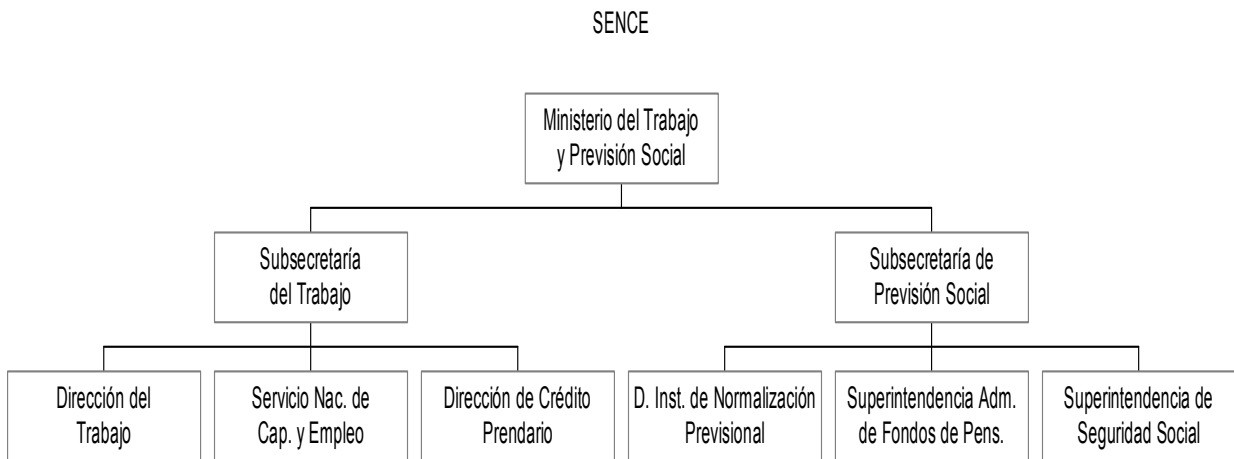 SENCE
Ministerio del Trabajo
y Previsión Social
Subsecretaría
del Trabajo
Subsecretaría de
Previsión Social
Dirección del
Trabajo
Servicio Nac. de
Cap. y Empleo
Dirección de Crédito
Prendario
D. Inst. de Normalización
Previsional
Superintendencia Adm.
de Fondos de Pens.
Superintendencia de
Seguridad Social